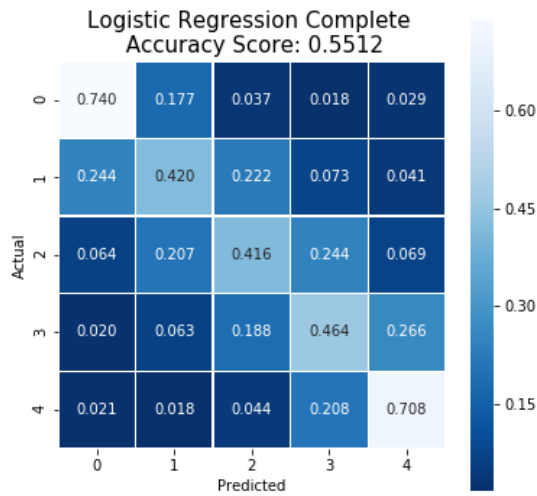 Logistic Regression Complete
Accuracy Score: 0.5512
0 0.740 0.177 0.037 0.018 0.029
1 0.244 0.420 0.222 0.073 0.041
2 0.064 0.207 0.416 0.244 0.069
3 0.020 0.063 0.188 0.464 0.266
4 0.021 0.018 0.044 0.208 0.708
Actual
0 1 2 3 4
Predicted
0.60
0.45
0.30
0.15